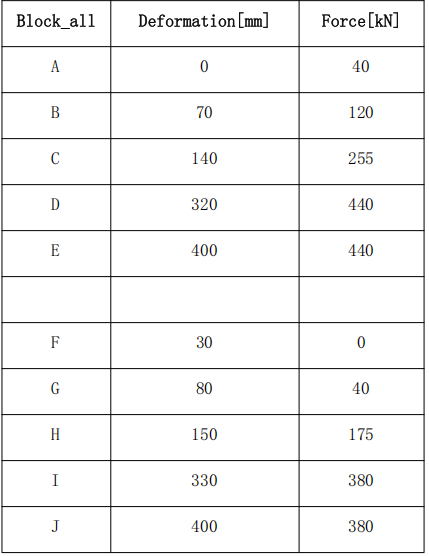 Block_all Deformation[mm] Force[kN]
A 0 40
B 70 120
C 140 255
D 320 440
E 400 440
F 30 0
G 80 40
H 150 175
I 330 380
J 400 380